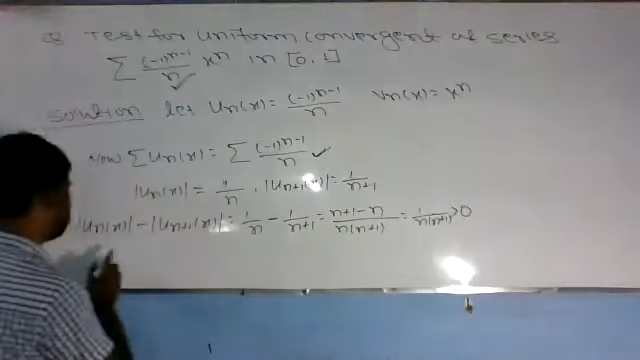 Q Test for uniform convergent of series
∑ (-1)^(n-1)/n x^n in [0, 1]
Solution let Un(x) = (-1)^(n-1)/n Vn(x) = x^n
Now ∑ Un(x) = ∑ (-1)^(n-1)/n
|Un(x)| = 1/n , |Un+1(x)| = 1/(n+1)
|Un(x)| - |Un+1(x)| = 1/n - 1/(n+1) = (n+1-n)/(n(n+1)) = 1/(n(n+1)) > 0